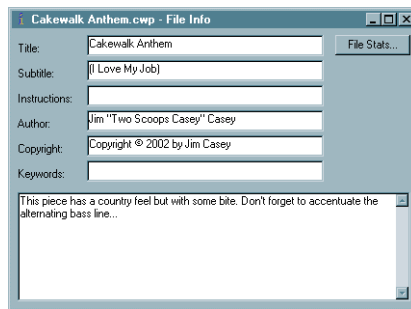 Cakewalk Anthem.cwp - File Info
Title: Cakewalk Anthem File Stats...
Subtitle: (I Love My Job)
Instructions:
Author: Jim "Two Scoops Casey" Casey
Copyright: Copyright © 2002 by Jim Casey
Keywords:
This piece has a country feel but with some bite. Don't forget to accentuate the
alternating bass line...